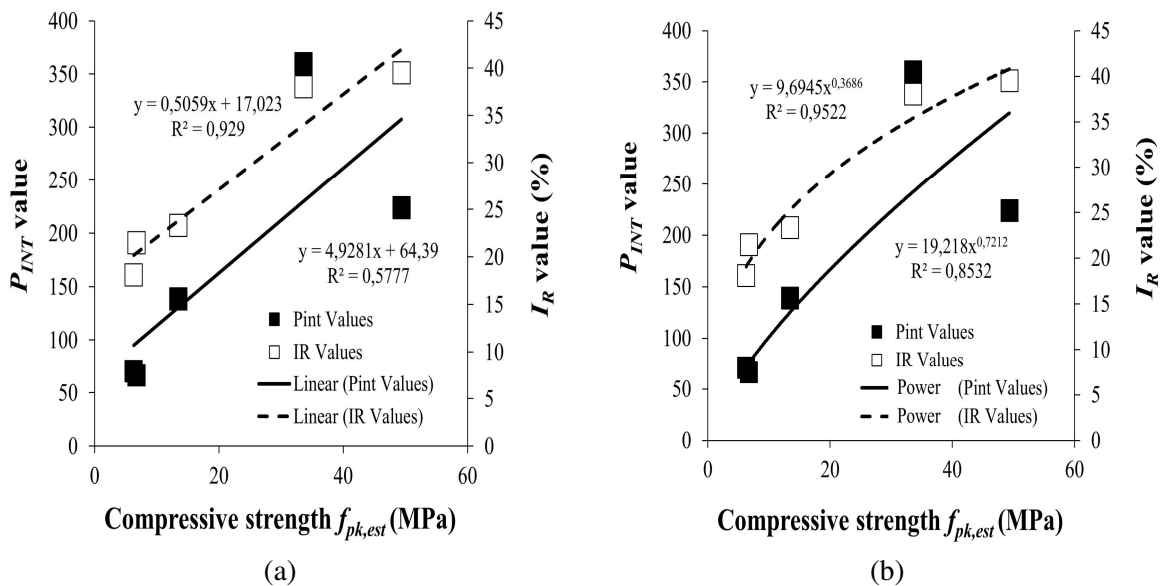 400
350
300
250
200
150
100
50
0
P_INT value
45
40
35
30
25
20
15
10
5
0
I_R value (%)
y = 0,5059x + 17,023
R² = 0,929
y = 4,9281x + 64,39
R² = 0,5777
Pint Values
IR Values
Linear (Pint Values)
Linear (IR Values)
0 20 40 60
Compressive strength f_pk,est (MPa)
(a)
400
350
300
250
200
150
100
50
0
P_INT value
45
40
35
30
25
20
15
10
5
0
I_R value (%)
y = 9,6945x^0,3686
R² = 0,9522
y = 19,218x^0,7212
R² = 0,8532
Pint Values
IR Values
Power (Pint Values)
Power (IR Values)
0 20 40 60
Compressive strength f_pk,est (MPa)
(b)